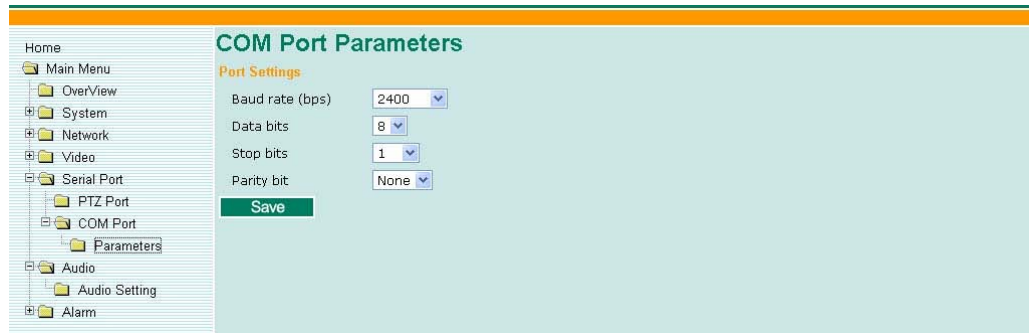 Home
Main Menu
OverView
System
Network
Video
Serial Port
PTZ Port
COM Port
Parameters
Audio
Audio Setting
Alarm
COM Port Parameters
Port Settings
Baud rate (bps) 2400
Data bits 8
Stop bits 1
Parity bit None
Save